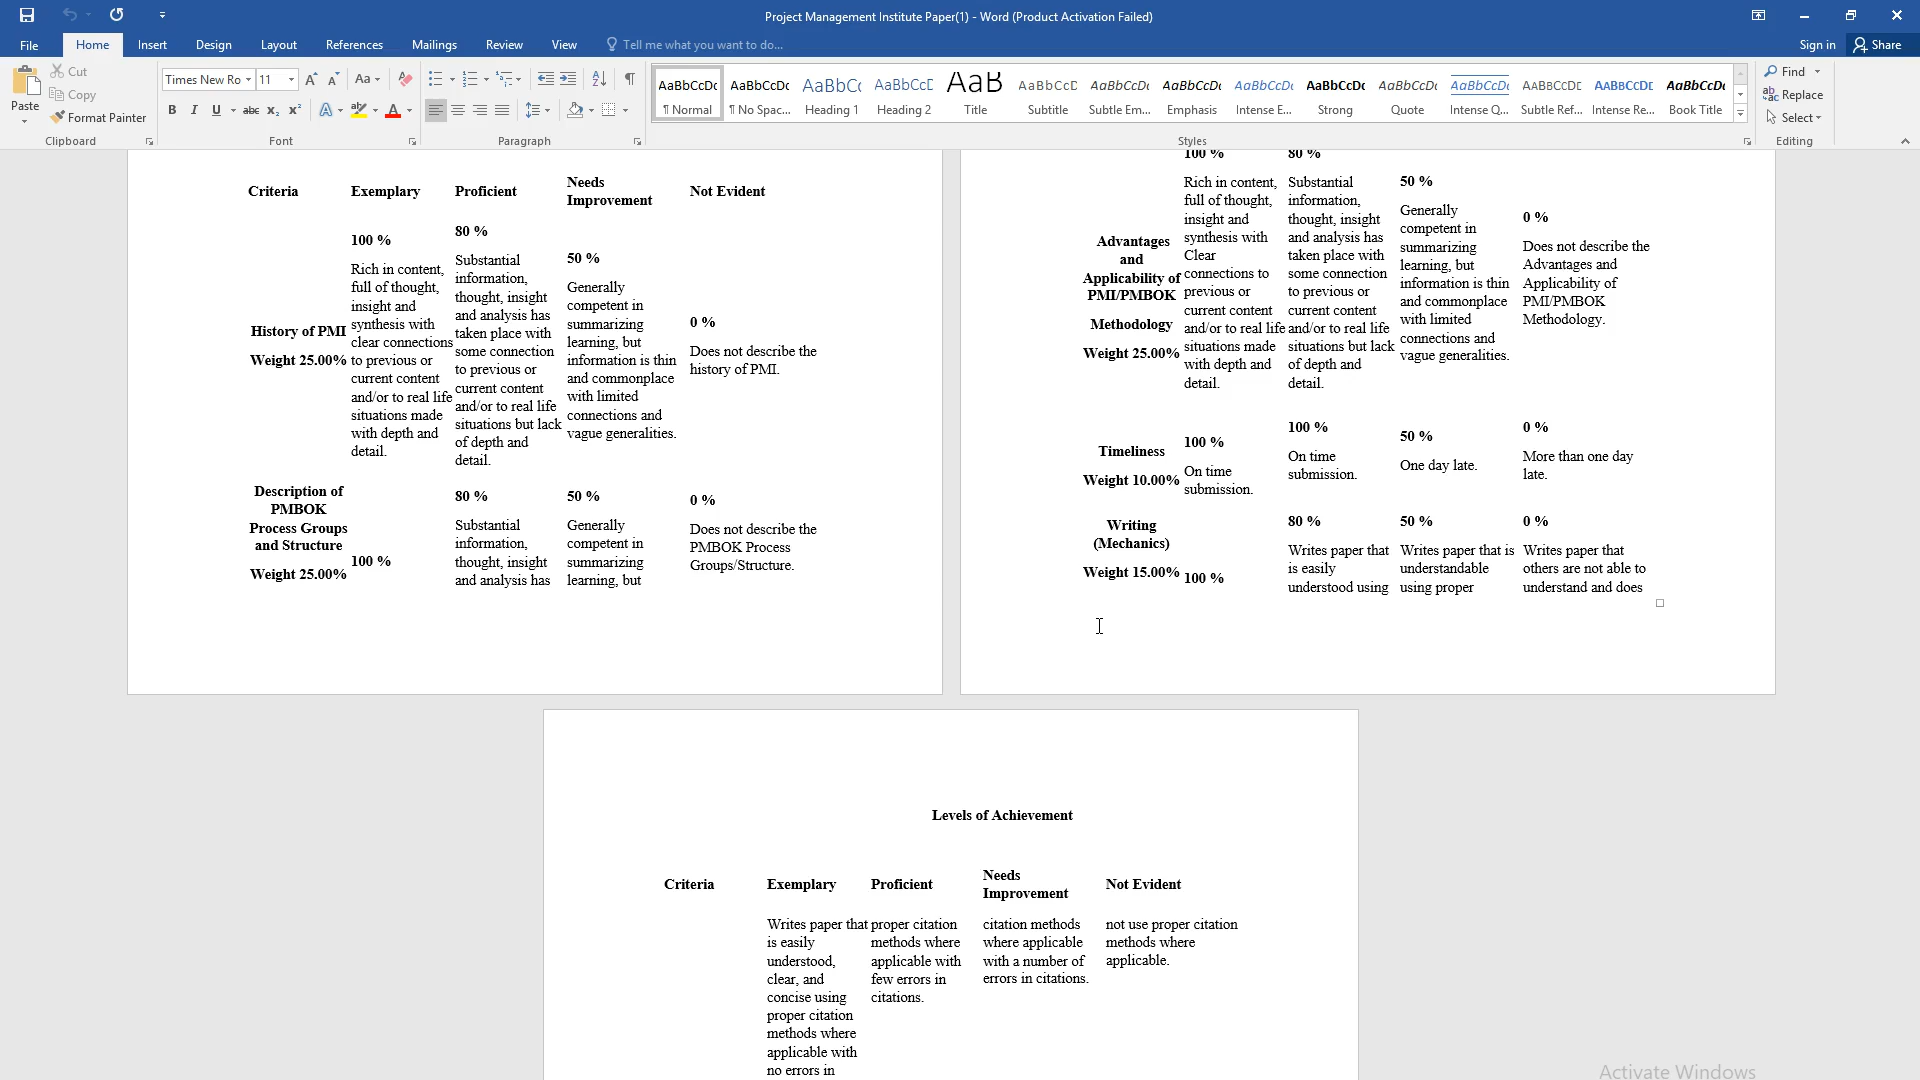 Project Management Institute Paper(1) - Word (Product Activation Failed)
File Home Insert Design Layout References Mailings Review View Tell me what you want to do... Sign in Share
Paste
Cut
Copy
Format Painter
Clipboard
Times New Ro 11
Font
Paragraph
AaBbCcDc AaBbCcDc AaBbCc AaBbCcD AaB AaBbCcD AaBbCcDc AaBbCcDc AaBbCcDc AaBbCcDc AaBbCcDc AaBbCcDc AABBCCDC AABBCCDC AaBbCcDc
¶ Normal ¶ No Spac... Heading 1 Heading 2 Title Subtitle Subtle Em... Emphasis Intense E... Strong Quote Intense Q... Subtle Ref... Intense Re... Book Title
Styles
Find
Replace
Select
Editing
Criteria
Exemplary
Proficient
Needs
Improvement
Not Evident
History of PMI
Weight 25.00%
100 %
Rich in content,
full of thought,
insight and
synthesis with
clear connections
to previous or
current content
and/or to real life
situations made
with depth and
detail.
80 %
Substantial
information,
thought, insight
and analysis has
taken place with
some connection
to previous or
current content
and/or to real life
situations but lack
of depth and
detail.
50 %
Generally
competent in
summarizing
learning, but
information is thin
and commonplace
with limited
connections and
vague generalities.
0 %
Does not describe the
history of PMI.
Description of
PMBOK
Process Groups
and Structure
Weight 25.00%
100 %
80 %
Substantial
information,
thought, insight
and analysis has
50 %
Generally
competent in
summarizing
learning, but
0 %
Does not describe the
PMBOK Process
Groups/Structure.
Advantages
and
Applicability of
PMI/PMBOK
Methodology
Weight 25.00%
100 %
Rich in content,
full of thought,
insight and
synthesis with
Clear
connections to
previous or
current content
and/or to real life
situations made
with depth and
detail.
80 %
Substantial
information,
thought, insight
and analysis has
taken place with
some connection
to previous or
current content
and/or to real life
situations but lack
of depth and
detail.
50 %
Generally
competent in
summarizing
learning, but
information is thin
and commonplace
with limited
connections and
vague generalities.
0 %
Does not describe the
Advantages and
Applicability of
PMI/PMBOK
Methodology.
Timeliness
Weight 10.00%
100 %
On time
submission.
100 %
On time
submission.
50 %
One day late.
0 %
More than one day
late.
Writing
(Mechanics)
Weight 15.00%
100 %
80 %
Writes paper that
is easily
understood using
50 %
Writes paper that is
understandable
using proper
0 %
Writes paper that
others are not able to
understand and does
Levels of Achievement
Criteria
Exemplary
Proficient
Needs
Improvement
Not Evident
Writes paper that
is easily
understood,
clear, and
concise using
proper citation
methods where
applicable with
no errors in
proper citation
methods where
applicable with
few errors in
citations.
citation methods
where applicable
with a number of
errors in citations.
not use proper citation
methods where
applicable.
Activate Windows